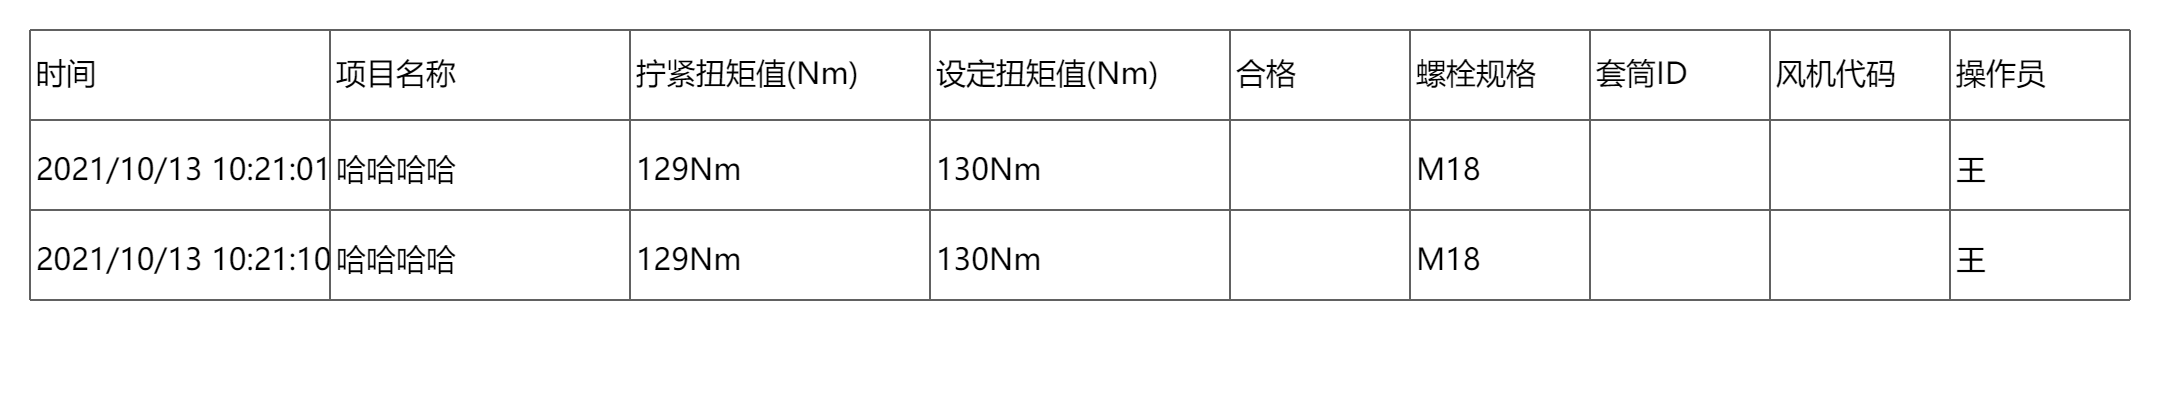 时间 项目名称 拧紧扭矩值(Nm) 设定扭矩值(Nm) 合格 螺栓规格 套筒ID 风机代码 操作员
2021/10/13 10:21:01 哈哈哈哈 129Nm 130Nm M18 王
2021/10/13 10:21:10 哈哈哈哈 129Nm 130Nm M18 王